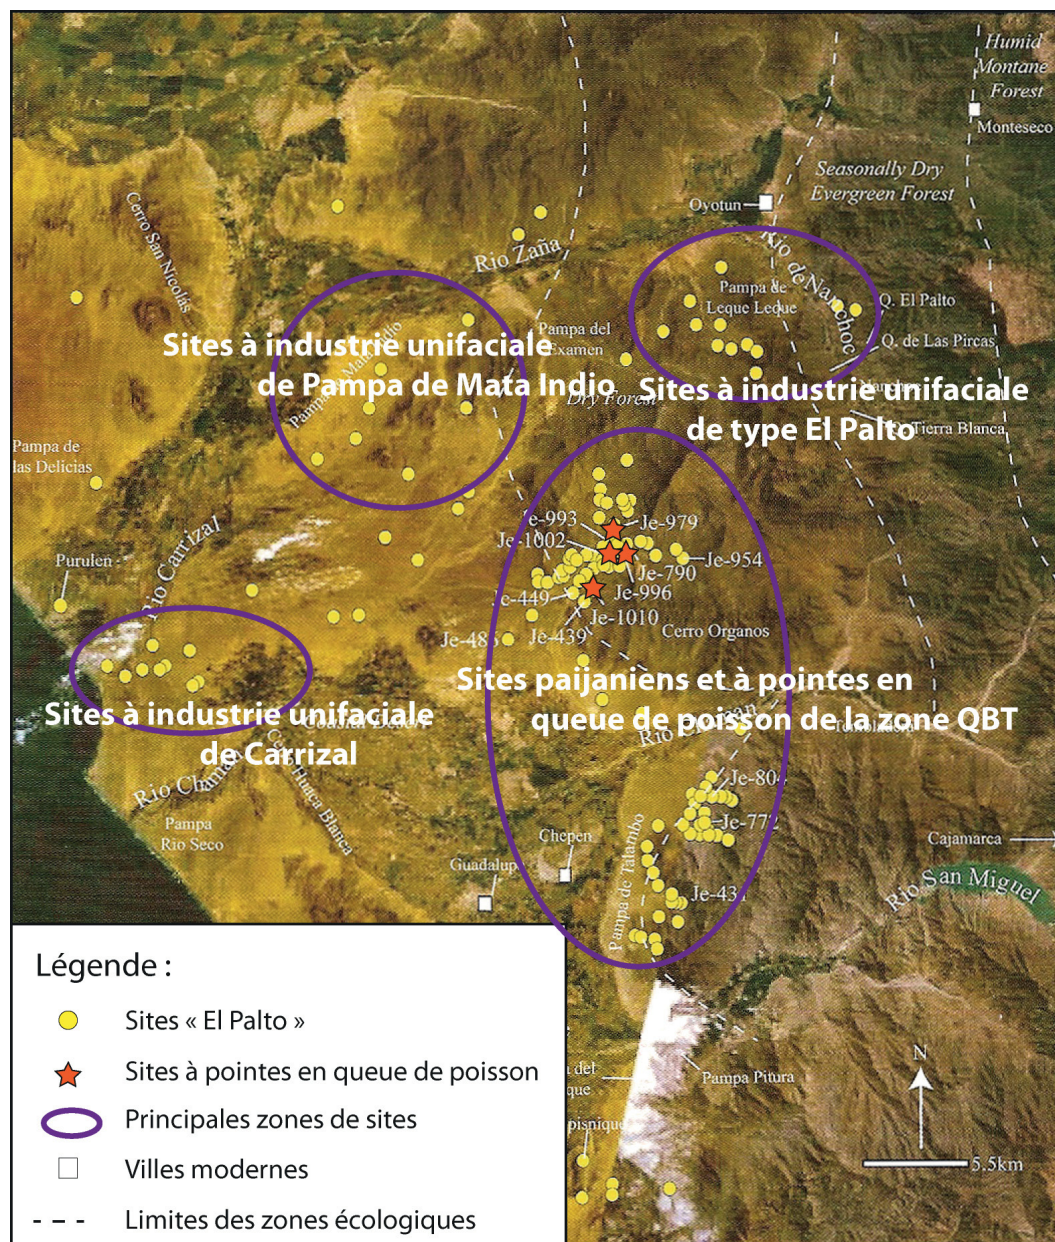 Humid
Montane
Forest
Monteseco
Seasonally Dry
Evergreen Forest
Oyotun
Cerro San Nicolás
Rio Zaña
Rio de Nanchoc
Pampa de
Leque Leque
Q. El Palto
Q. de Las Pircas
Pampa del
Examen
Sites à industrie unifaciale
de Pampa de Mata Indio
Dry Forest
Sites à industrie unifaciale
de type El Palto
Tierra Blanca
Pampa de
las Delicias
Je-993
Je-979
Je-1002
Je-954
Je-790
Je-996
Je-449
Je-1010
Je-439
Cerro Organos
Purulen
Rio Carrizal
Sites paijaniens et à pointes en
queue de poisson de la zone QBT
Sites à industrie unifaciale
de Carrizal
Rio Chaman
Huaca Blanca
Pampa
Rio Seco
Je-804
Je-772
Chepen
Guadalup
Pampa de Talambo
Cajamarca
Rio San Miguel
Légende :
Sites « El Palto »
Sites à pointes en queue de poisson
Principales zones de sites
Villes modernes
Limites des zones écologiques
Pampa Pitura
N
5.5km